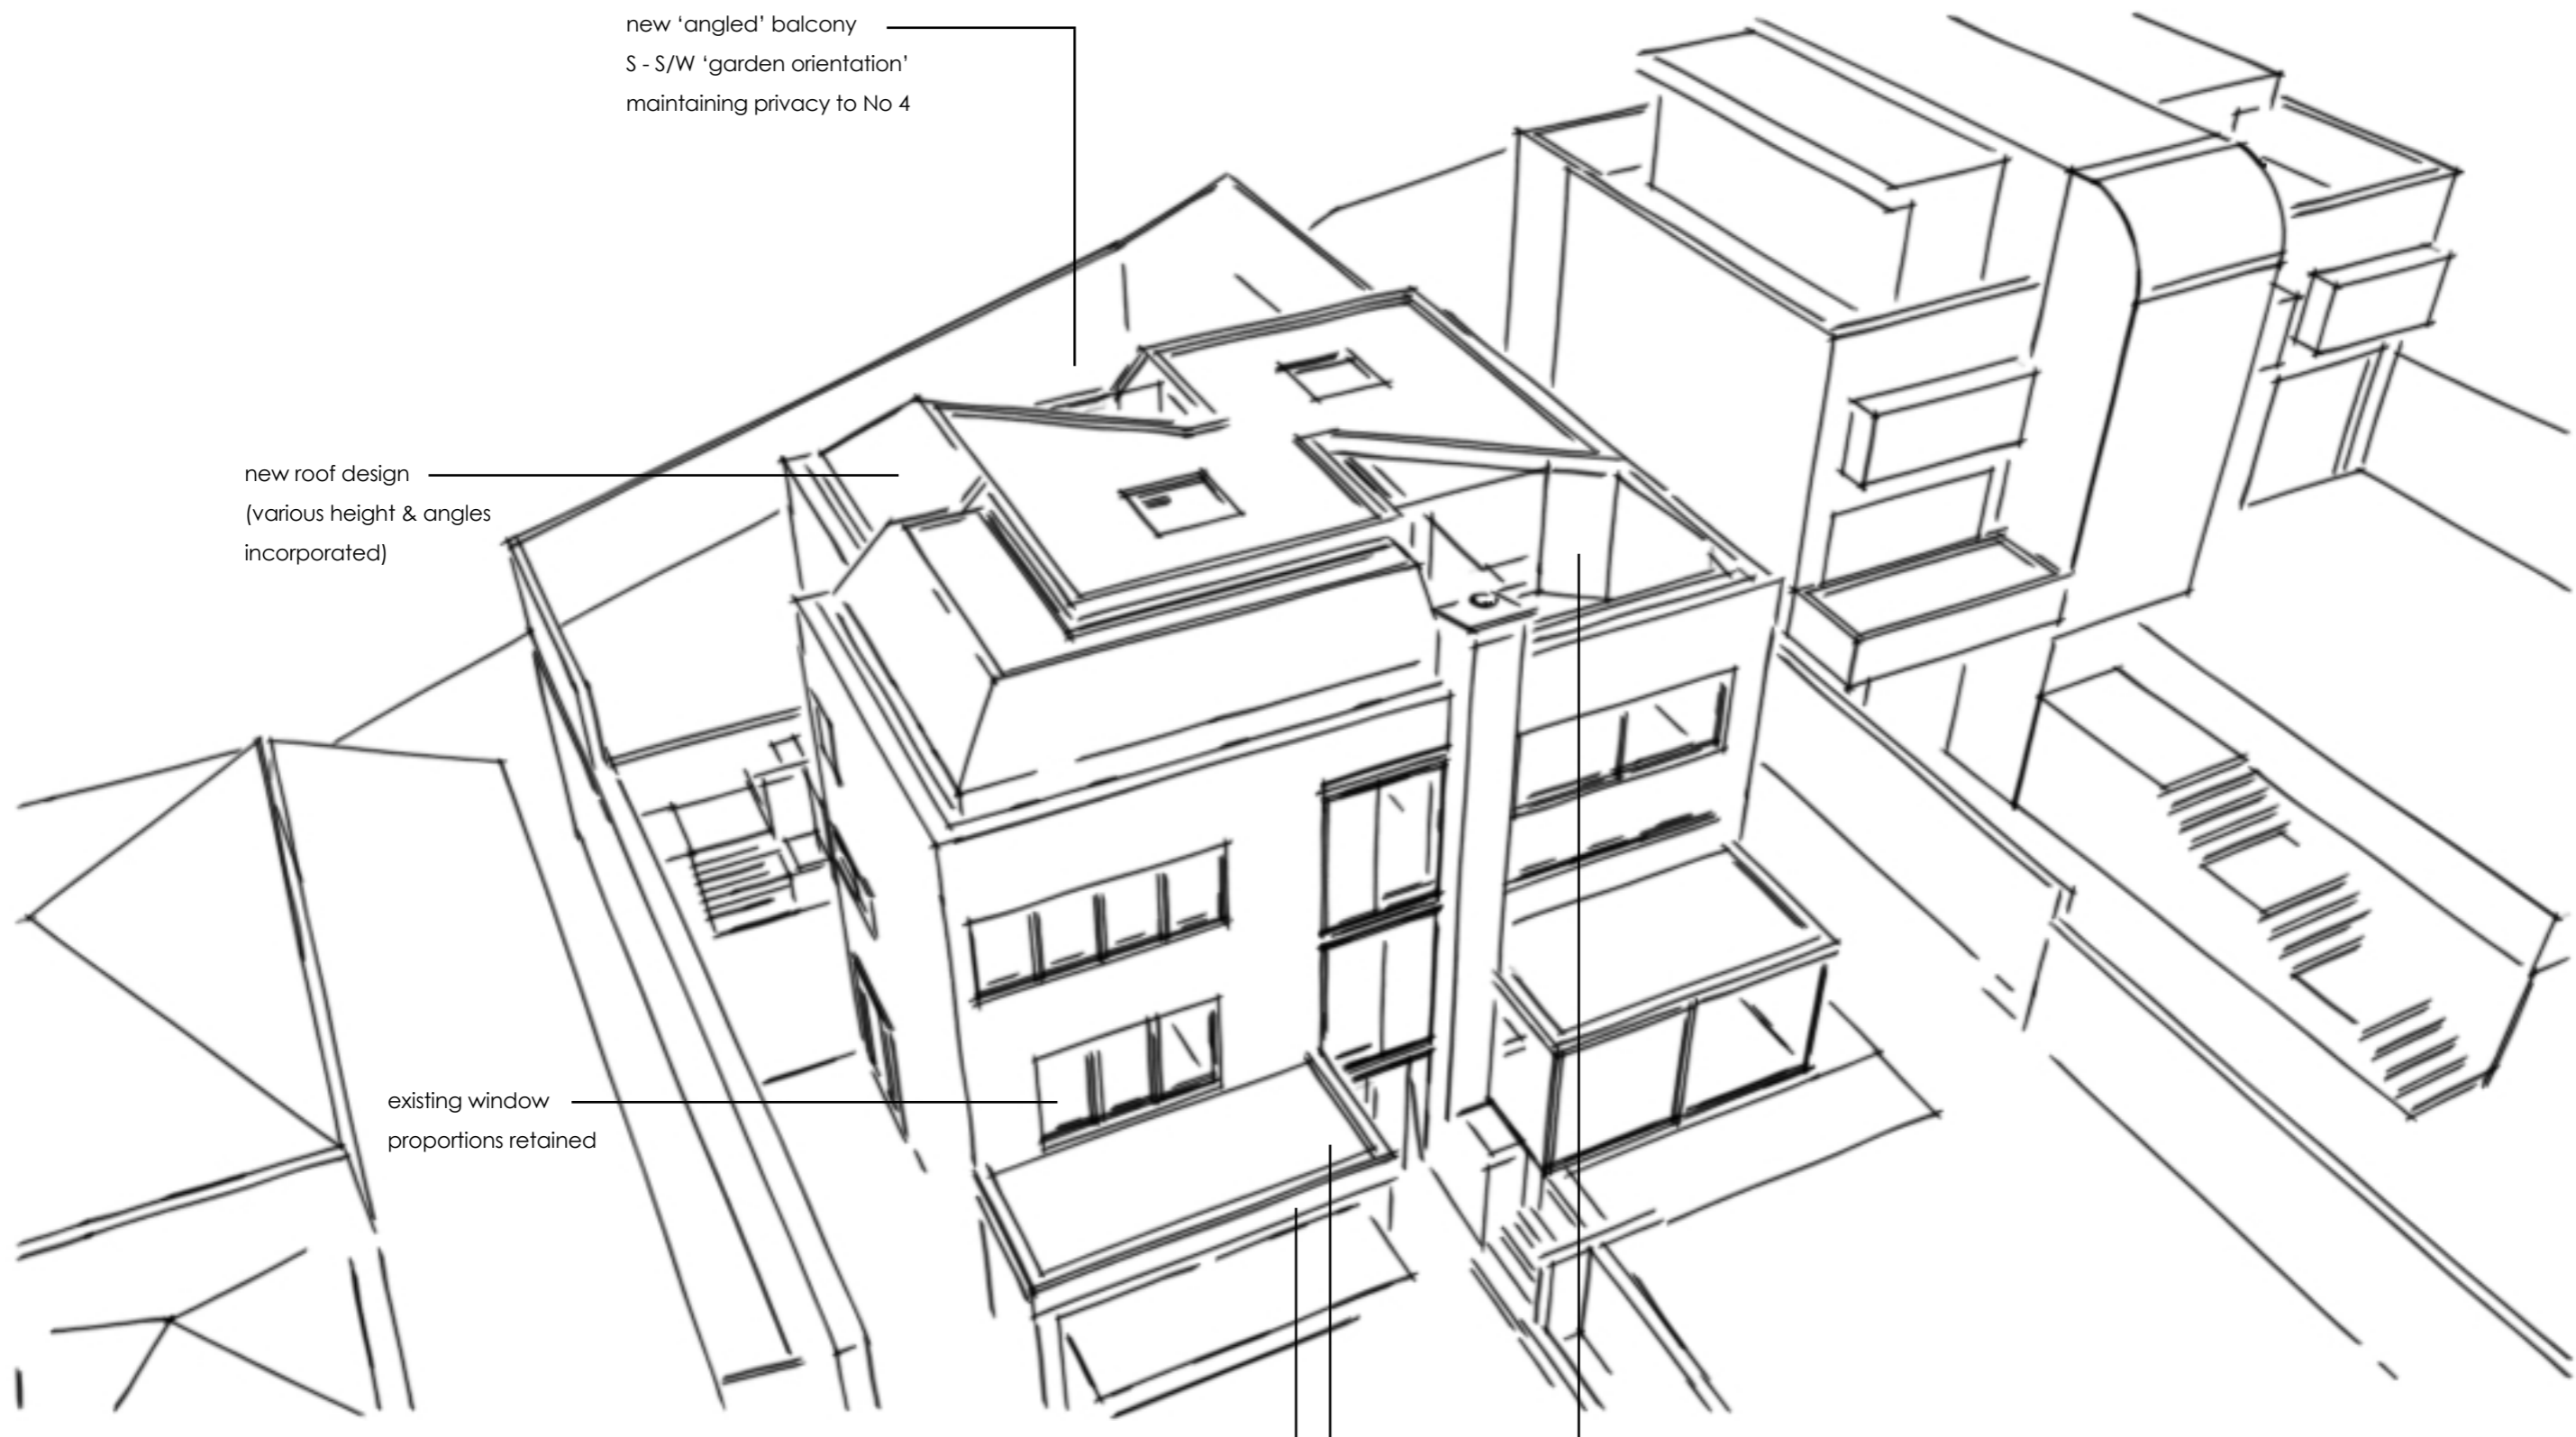 new ‘angled’ balcony
S - S/W ‘garden orientation’
maintaining privacy to No 4
new roof design
(various height & angles
incorporated)
existing window
proportions retained